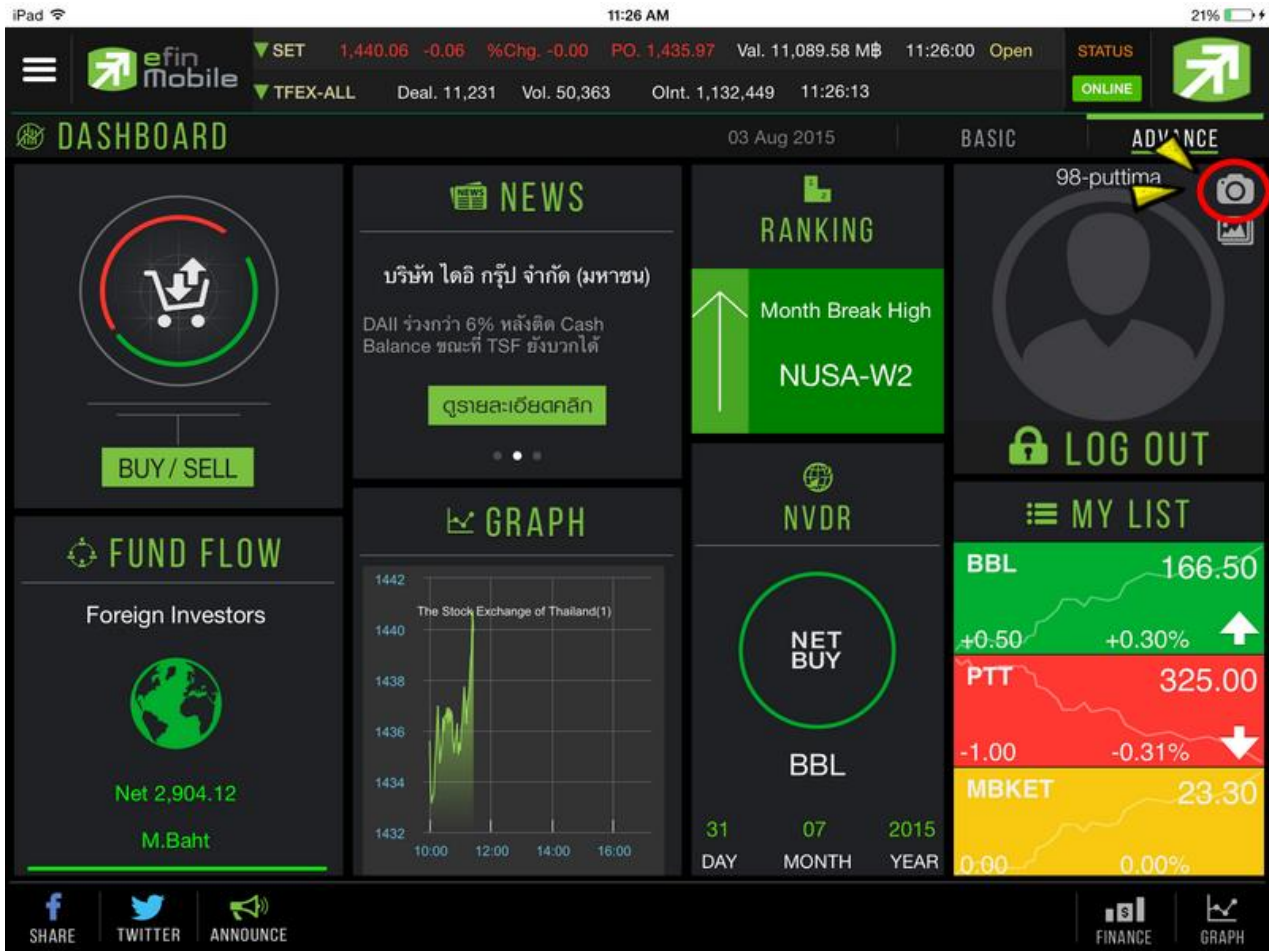 iPad 11:26 AM 21%
efin Mobile
SET 1,440.06 -0.06 %Chg. -0.00 PO. 1,435.97 Val. 11,089.58 M฿ 11:26:00 Open
TFEX-ALL Deal. 11,231 Vol. 50,363 OInt. 1,132,449 11:26:13
STATUS
ONLINE
DASHBOARD
03 Aug 2015
BASIC
BUY / SELL
FUND FLOW
Foreign Investors
Net 2,904.12
M.Baht
NEWS
บริษัท ไดอิ กรุ๊ป จำกัด (มหาชน)
DAII ร่วงกว่า 6% หลังติด Cash
Balance ขณะที่ TSF ยังบวกได้
ดูรายละเอียดคลิก
GRAPH
The Stock Exchange of Thailand(1)
1442
1440
1438
1436
1434
1432
10:00 12:00 14:00 16:00
RANKING
1
2
Month Break High
NUSA-W2
NVDR
NET
BUY
BBL
31 07 2015
DAY MONTH YEAR
98-puttima
LOG OUT
MY LIST
BBL 166.50
+0.50 +0.30%
PTT 325.00
-1.00 -0.31%
MBKET 23.30
0.00 0.00%
SHARE
TWITTER
ANNOUNCE
FINANCE
GRAPH